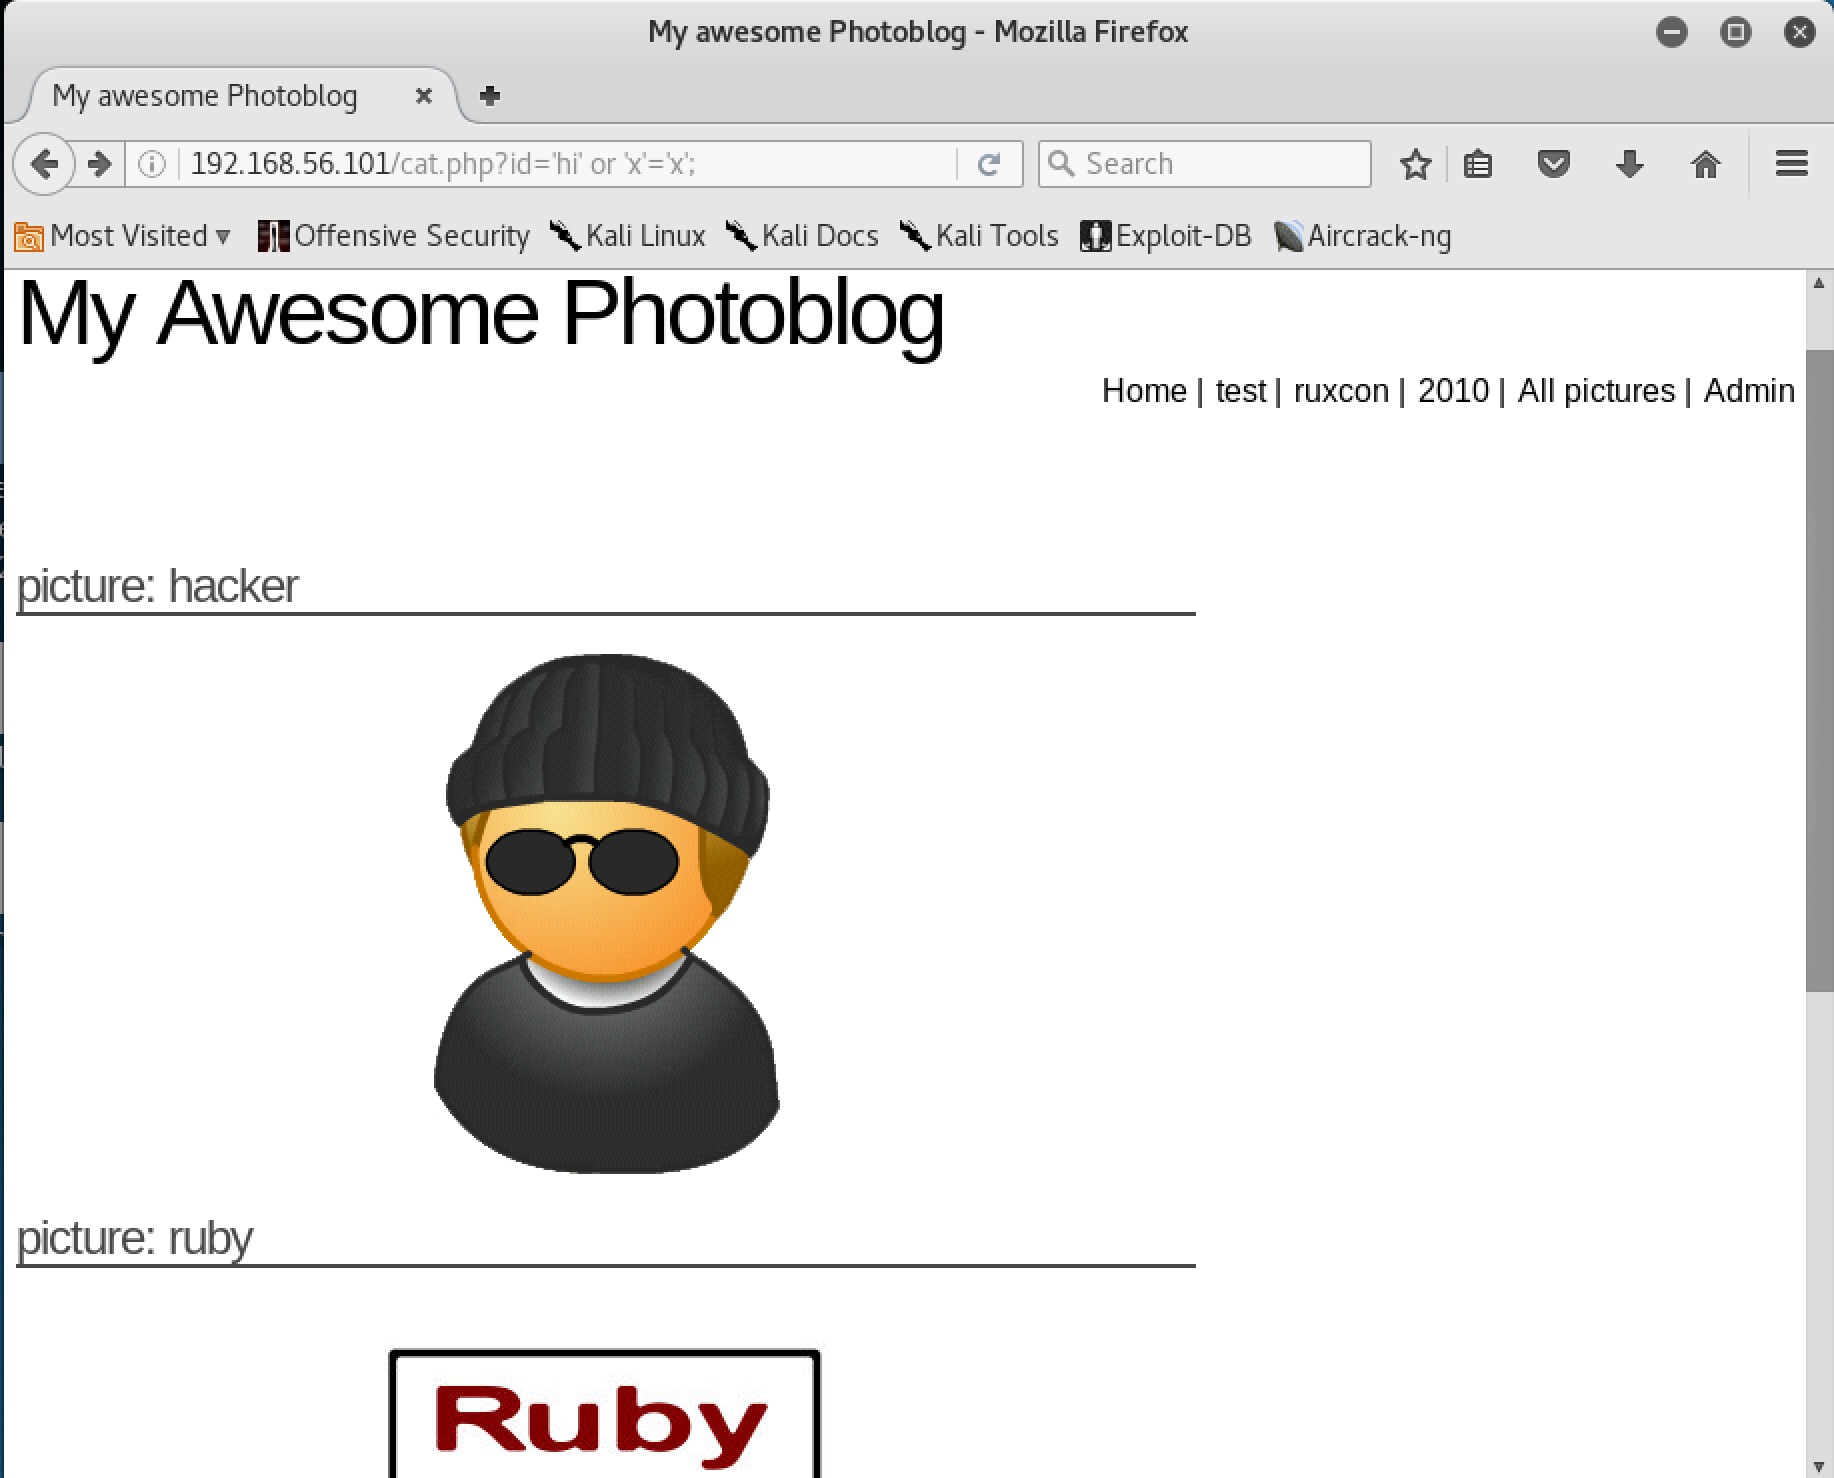 My awesome Photoblog - Mozilla Firefox
My awesome Photoblog
192.168.56.101/cat.php?id='hi' or 'x'='x';
Search
Most Visited Offensive Security Kali Linux Kali Docs Kali Tools Exploit-DB Aircrack-ng
My Awesome Photoblog
Home | test | ruxcon | 2010 | All pictures | Admin
picture: hacker
picture: ruby
Ruby